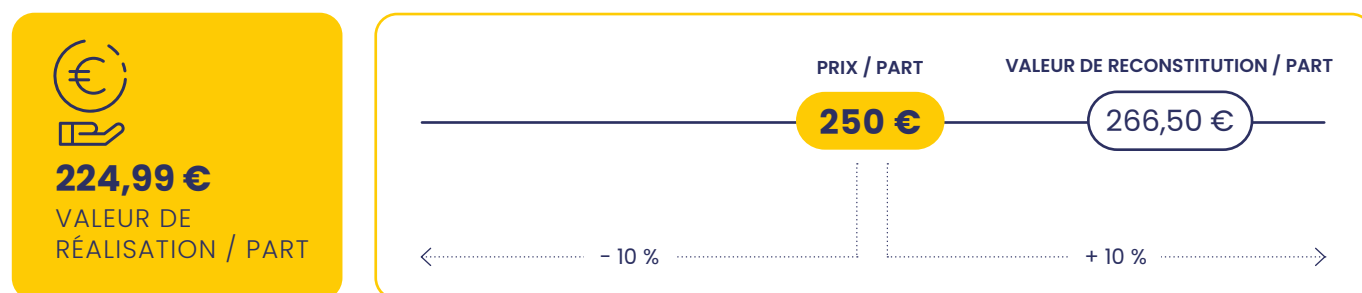 €
224,99 €
VALEUR DE
RÉALISATION / PART
PRIX / PART
250 €
VALEUR DE RECONSTITUTION / PART
266,50 €
- 10 %
+ 10 %